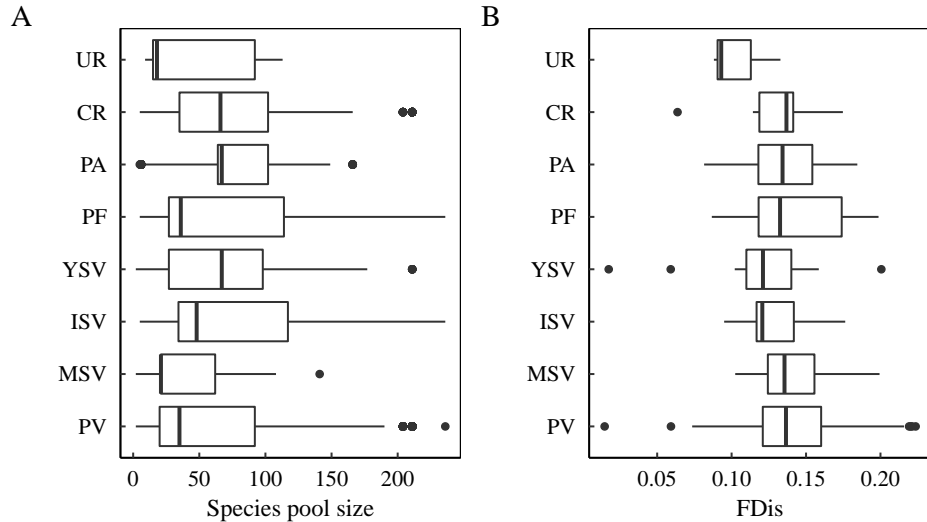 A
UR
CR
PA
PF
YSV
ISV
MSV
PV
0 50 100 150 200
Species pool size
B
UR
CR
PA
PF
YSV
ISV
MSV
PV
0.05 0.10 0.15 0.20
FDis